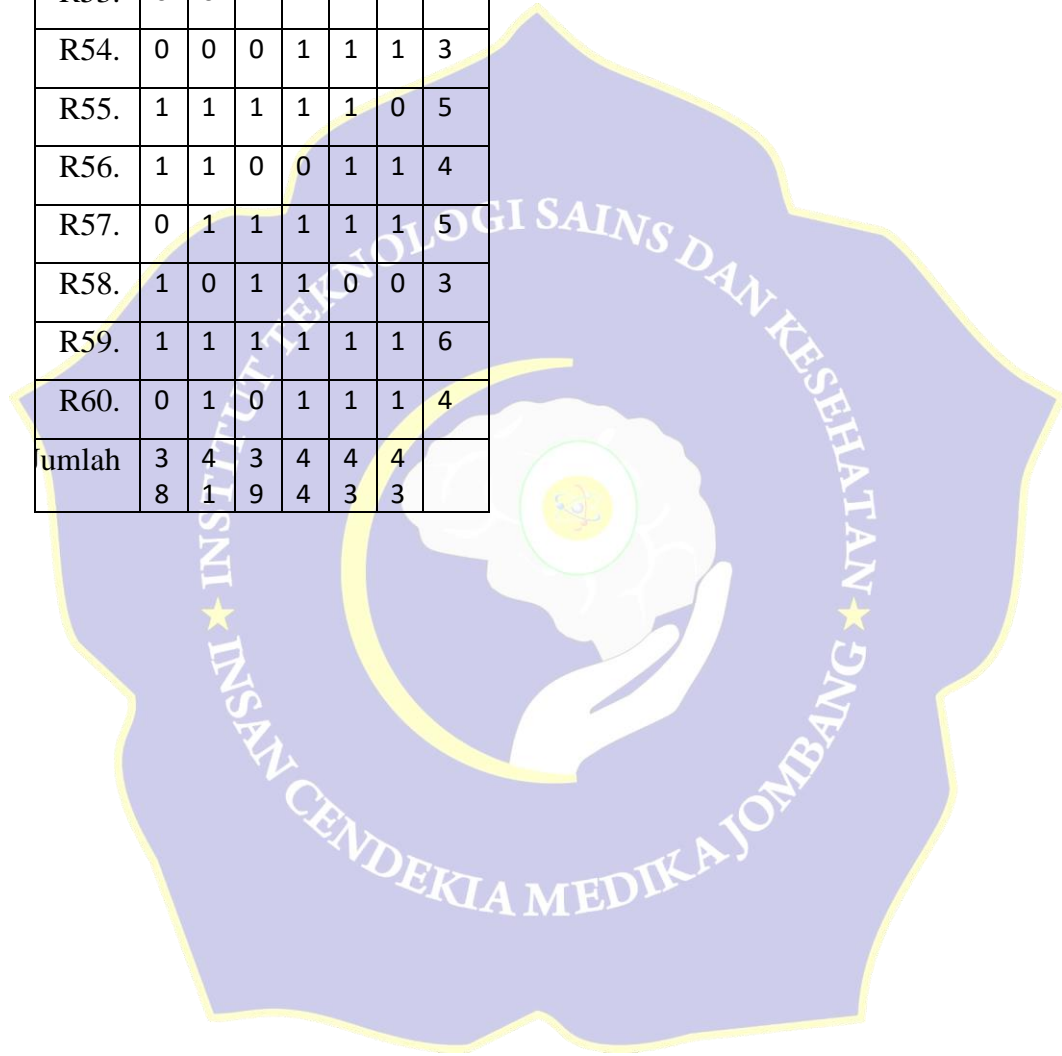 R54. 0 0 0 1 1 1 3
R55. 1 1 1 1 1 0 5
R56. 1 1 0 0 1 1 4
R57. 0 1 1 1 1 1 5
R58. 1 0 1 1 0 0 3
R59. 1 1 1 1 1 1 6
R60. 0 1 0 1 1 1 4
Jumlah 38 41 39 44 43 43
INSTITUT TEKNOLOGI SAINS DAN KESEHATAN
INSAN CENDEKIA MEDIKA JOMBANG